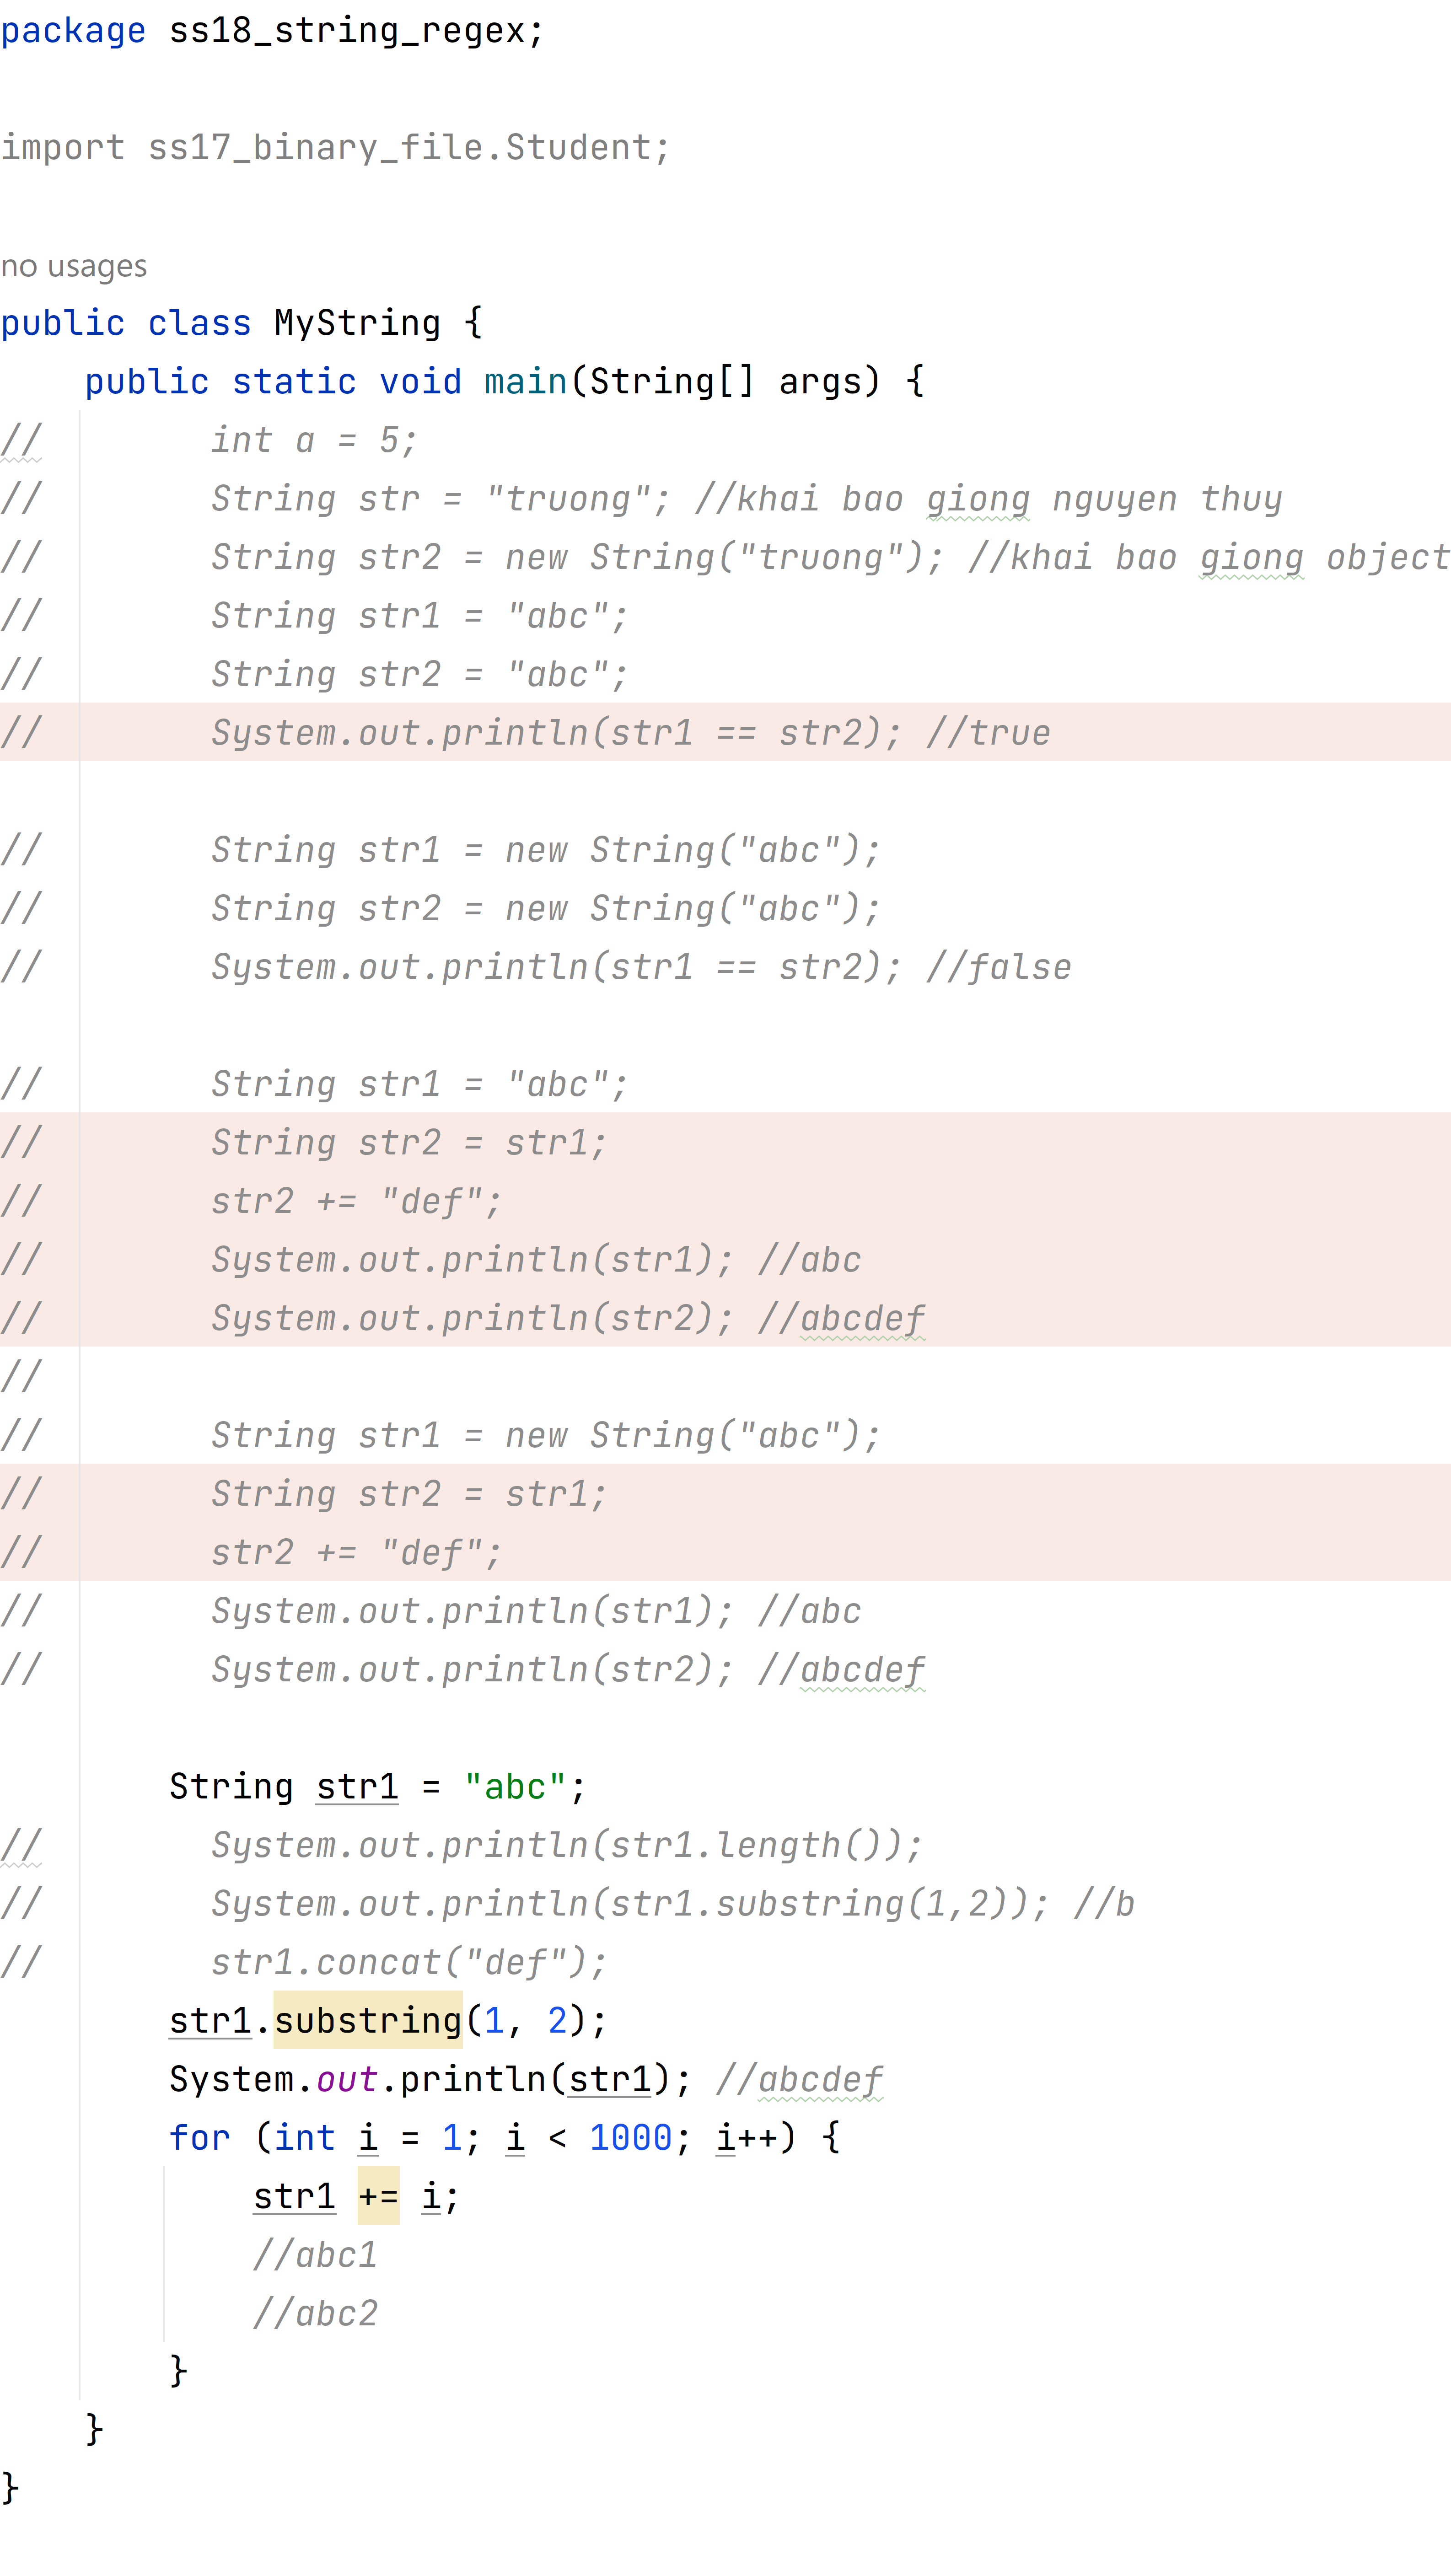 package ss18_string_regex;
import ss17_binary_file.Student;
no usages
public class MyString {
    public static void main(String[] args) {
//        int a = 5;
//        String str = "truong"; //khai bao giong nguyen thuy
//        String str2 = new String("truong"); //khai bao giong object
//        String str1 = "abc";
//        String str2 = "abc";
//        System.out.println(str1 == str2); //true
//        String str1 = new String("abc");
//        String str2 = new String("abc");
//        System.out.println(str1 == str2); //false
//        String str1 = "abc";
//        String str2 = str1;
//        str2 += "def";
//        System.out.println(str1); //abc
//        System.out.println(str2); //abcdef
//
//        String str1 = new String("abc");
//        String str2 = str1;
//        str2 += "def";
//        System.out.println(str1); //abc
//        System.out.println(str2); //abcdef
        String str1 = "abc";
//        System.out.println(str1.length());
//        System.out.println(str1.substring(1,2)); //b
//        str1.concat("def");
        str1.substring(1, 2);
        System.out.println(str1); //abcdef
        for (int i = 1; i < 1000; i++) {
            str1 += i;
            //abc1
            //abc2
        }
    }
}